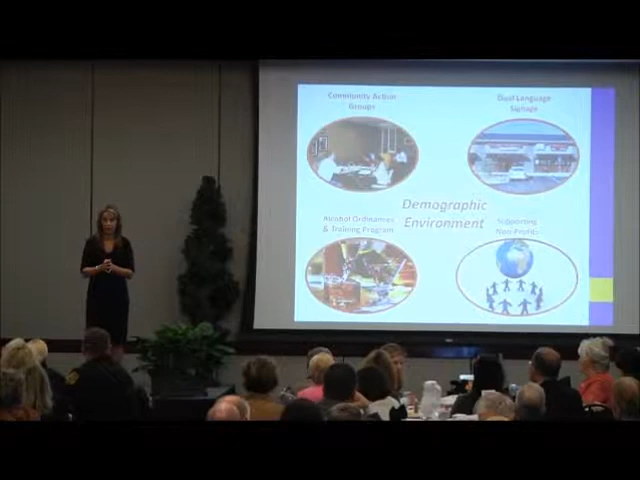 Community Action
Groups
Dual Language
Signage
Demographic
Environment
Alcohol Ordinances
& Training Program
Supporting
Non Profits